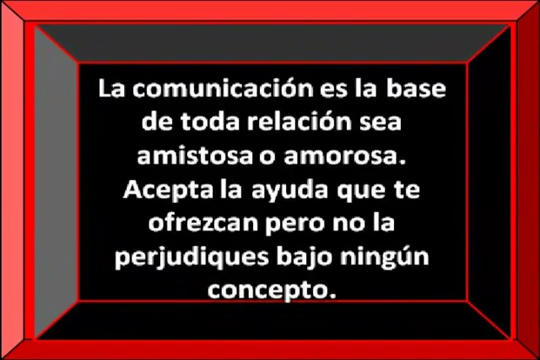 La comunicación es la base
de toda relación sea
amistosa o amorosa.
Acepta la ayuda que te
ofrezcan pero no la
perjudiques bajo ningún
concepto.